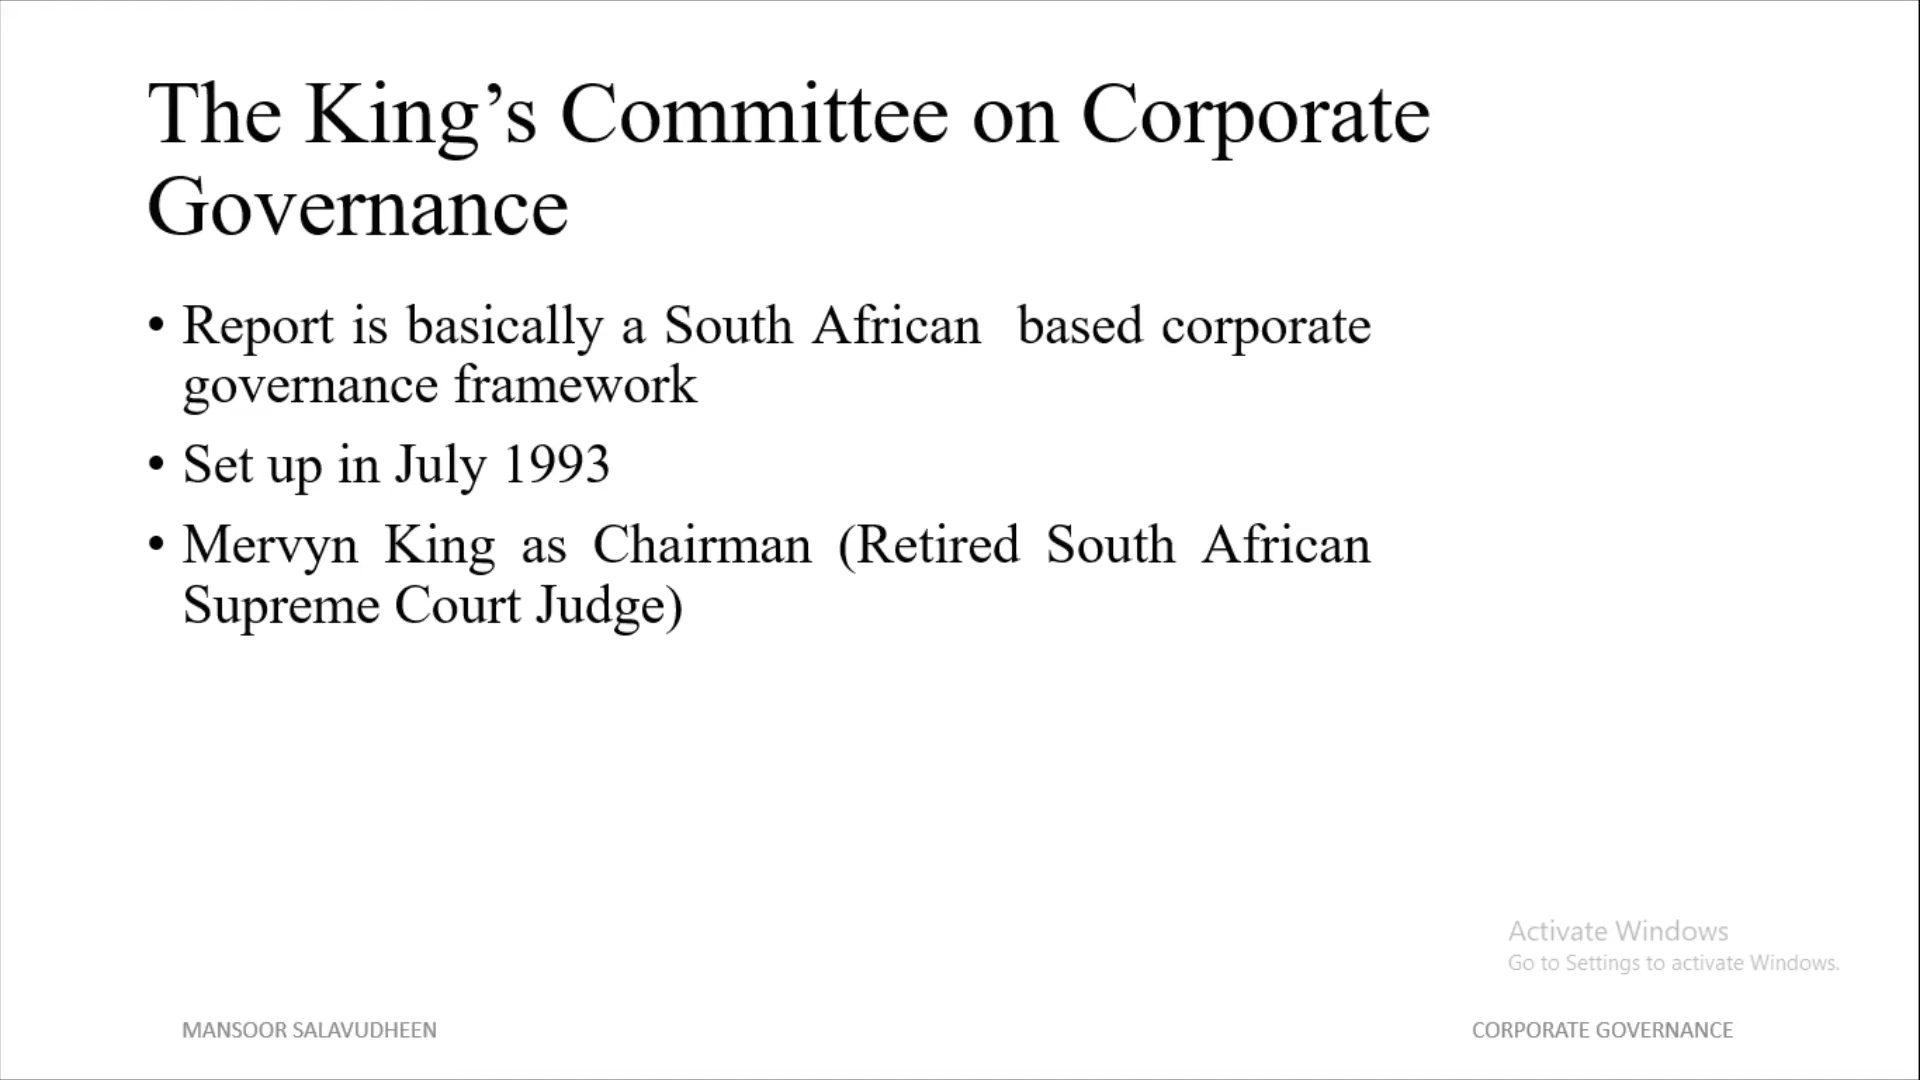 The King’s Committee on Corporate
Governance
• Report is basically a South African  based corporate
governance framework
• Set up in July 1993
• Mervyn King as Chairman (Retired South African
Supreme Court Judge)
Activate Windows
Go to Settings to activate Windows.
MANSOOR SALAVUDHEEN
CORPORATE GOVERNANCE